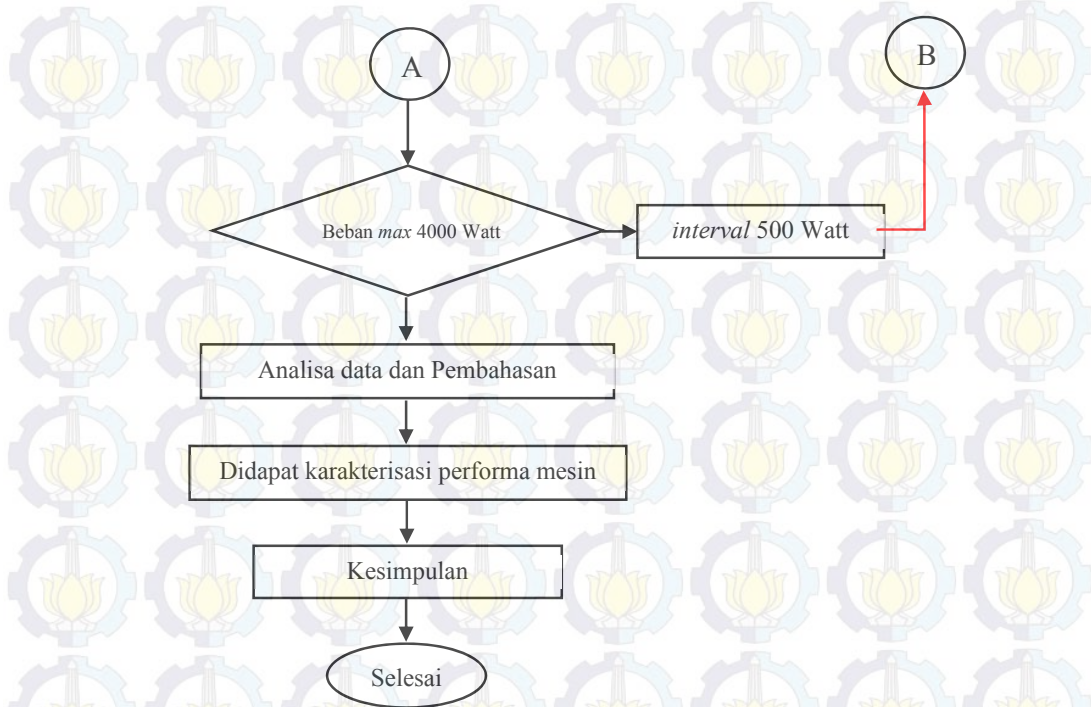 A
B
Beban max 4000 Watt
interval 500 Watt
Analisa data dan Pembahasan
Didapat karakterisasi performa mesin
Kesimpulan
Selesai